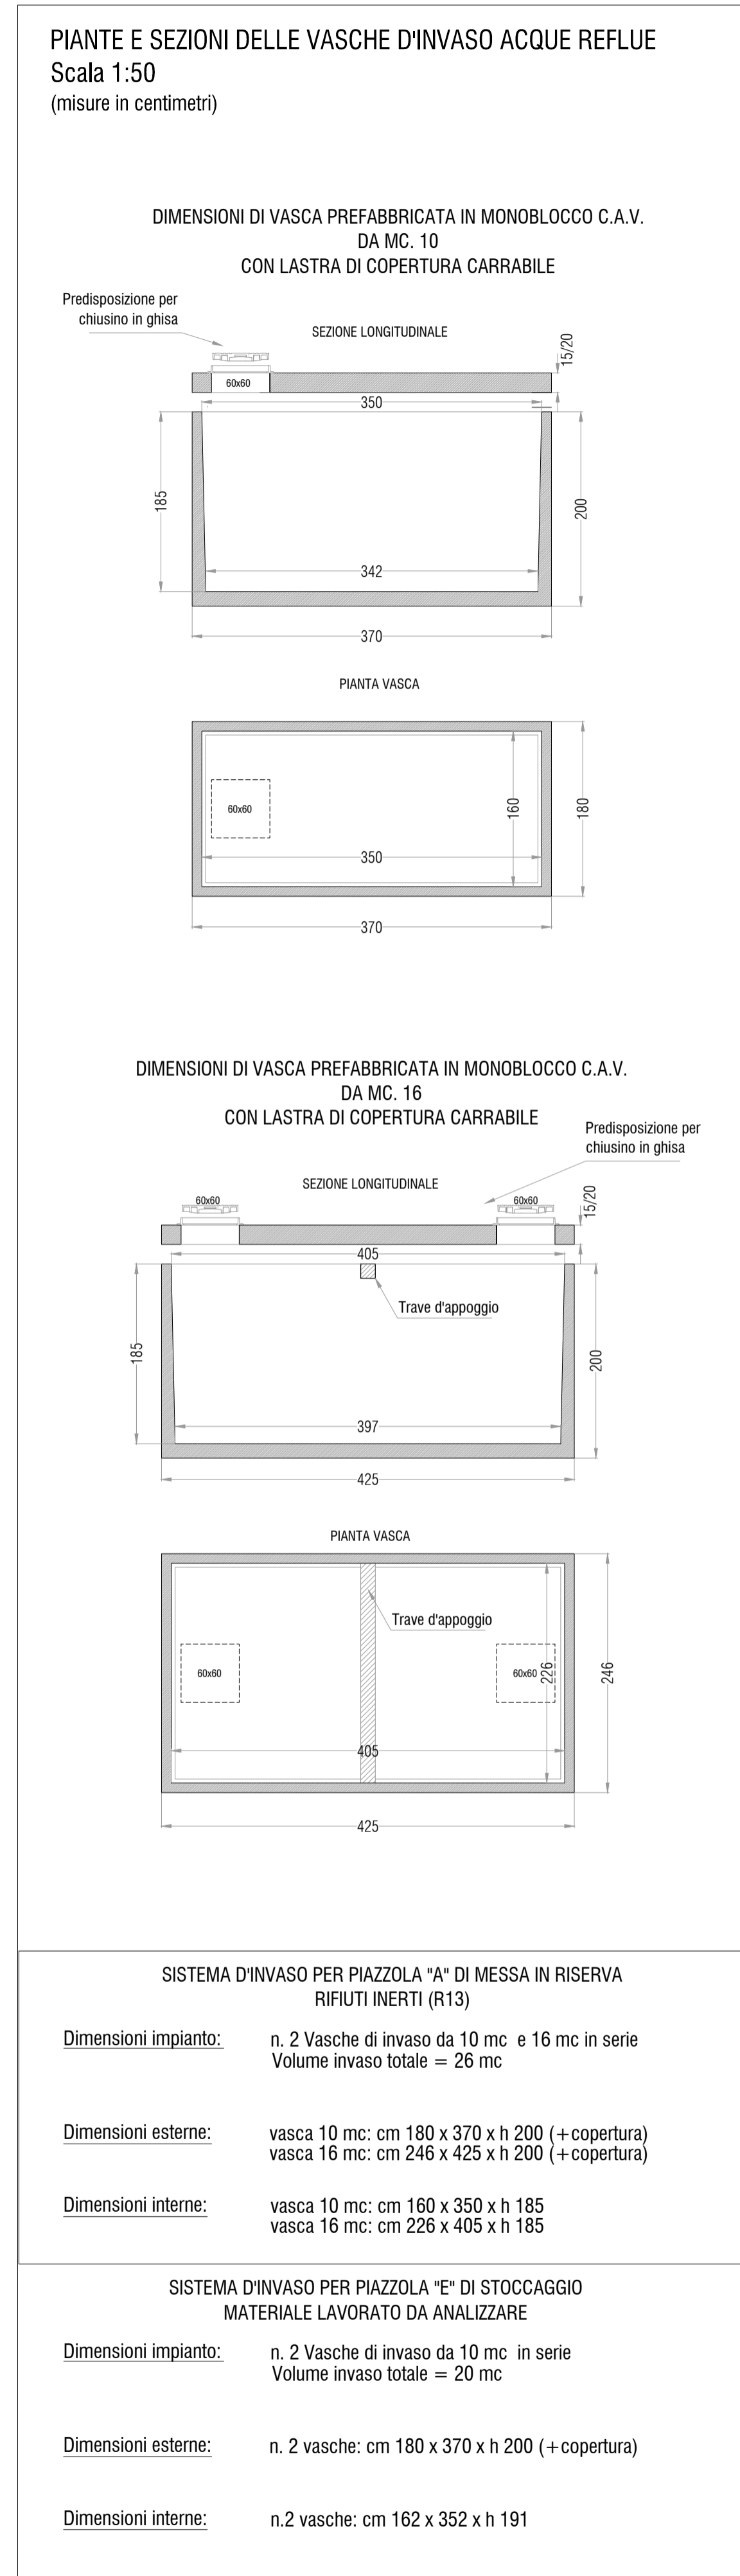 PIANTE E SEZIONI DELLE VASCHE D'INVASO ACQUE REFLUE
Scala 1:50
(misure in centimetri)
DIMENSIONI DI VASCA PREFABBRICATA IN MONOBLOCCO C.A.V.
DA MC. 10
CON LASTRA DI COPERTURA CARRABILE
Predisposizione per
chiusino in ghisa
SEZIONE LONGITUDINALE
15/20
60x60
350
185
200
342
370
PIANTA VASCA
60x60
160
180
350
370
DIMENSIONI DI VASCA PREFABBRICATA IN MONOBLOCCO C.A.V.
DA MC. 16
CON LASTRA DI COPERTURA CARRABILE
Predisposizione per
chiusino in ghisa
SEZIONE LONGITUDINALE
60x60
60x60
15/20
405
Trave d'appoggio
185
200
397
425
PIANTA VASCA
Trave d'appoggio
60x60
60x60
226
246
405
425
SISTEMA D'INVASO PER PIAZZOLA "A" DI MESSA IN RISERVA
RIFIUTI INERTI (R13)
Dimensioni impianto: n. 2 Vasche di invaso da 10 mc e 16 mc in serie
Volume invaso totale = 26 mc
Dimensioni esterne: vasca 10 mc: cm 180 x 370 x h 200 (+copertura)
vasca 16 mc: cm 246 x 425 x h 200 (+copertura)
Dimensioni interne: vasca 10 mc: cm 160 x 350 x h 185
vasca 16 mc: cm 226 x 405 x h 185
SISTEMA D'INVASO PER PIAZZOLA "E" DI STOCCAGGIO
MATERIALE LAVORATO DA ANALIZZARE
Dimensioni impianto: n. 2 Vasche di invaso da 10 mc in serie
Volume invaso totale = 20 mc
Dimensioni esterne: n. 2 vasche: cm 180 x 370 x h 200 (+copertura)
Dimensioni interne: n.2 vasche: cm 162 x 352 x h 191